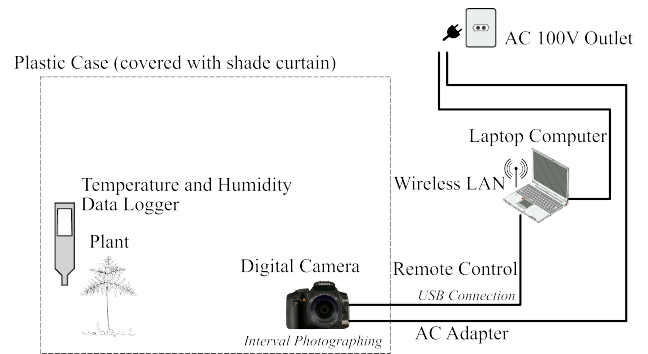 AC 100V Outlet
Plastic Case (covered with shade curtain)
Laptop Computer
Wireless LAN
Temperature and Humidity
Data Logger
Plant
Digital Camera
Remote Control
USB Connection
Interval Photographing
AC Adapter